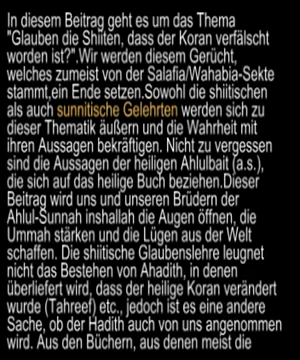 In diesem Beitrag geht es um das Thema
"Glauben die Shiiten, dass der Koran verfälscht
worden ist?".Wir werden diesem Gerücht,
welches zumeist von der Salafia/Wahabia-Sekte
stammt,ein Ende setzen.Sowohl die shiitischen
als auch sunnitische Gelehrten werden sich zu
dieser Thematik äußern und die Wahrheit mit
ihren Aussagen bekräftigen. Nicht zu vergessen
sind die Aussagen der heiligen Ahlulbait (a.s.),
die sich auf das heilige Buch beziehen.Dieser
Beitrag wird uns und unseren Brüdern der
Ahlul-Sunnah inshallah die Augen öffnen, die
Ummah stärken und die Lügen aus der Welt
schaffen. Die shiitische Glaubenslehre leugnet
nicht das Bestehen von Ahadith, in denen
überliefert wird, dass der heilige Koran verändert
wurde (Tahreef) etc., jedoch ist es eine andere
Sache, ob der Hadith auch von uns angenommen
wird. Aus den Büchern, aus denen meist die